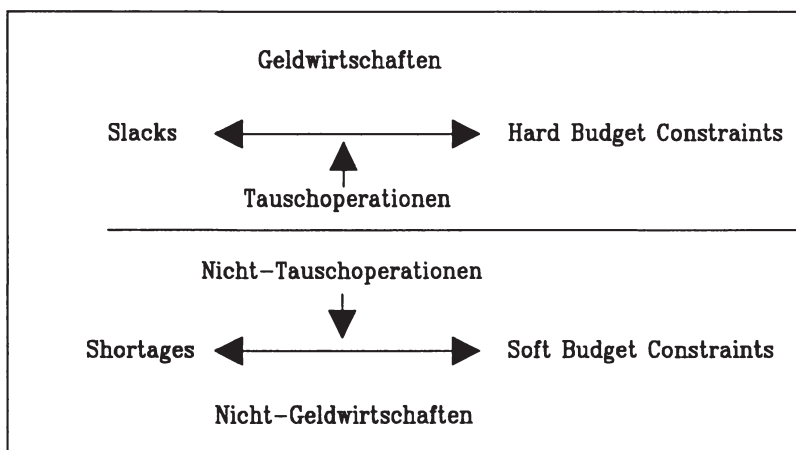 Geldwirtschaften
Slacks Hard Budget Constraints
Tauschoperationen
Nicht-Tauschoperationen
Shortages Soft Budget Constraints
Nicht-Geldwirtschaften